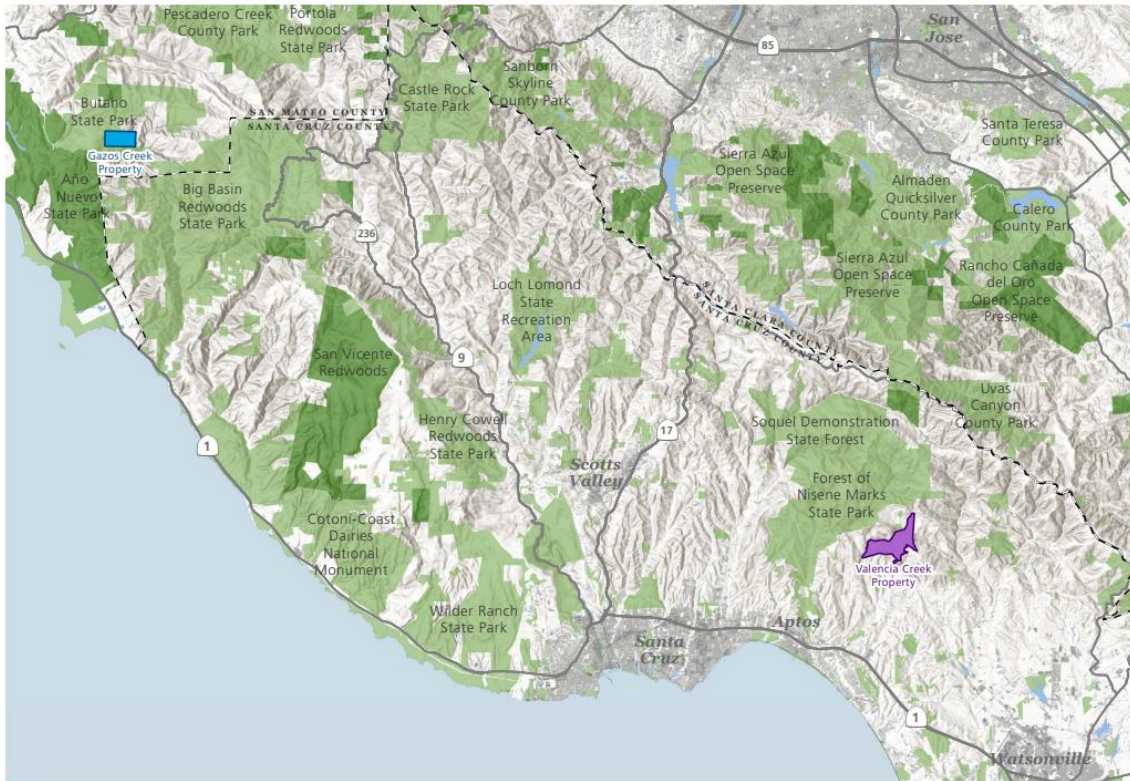 Pescadero Creek
County Park
Portola
Redwoods
State Park
San
Jose
85
Sanborn
Skyline
County Park
Castle Rock
State Park
Butano
State Park
SAN MATEO COUNTY
SANTA CRUZ COUNTY
Santa Teresa
County Park
Gazos Creek
Property
Sierra Azul
Open Space
Preserve
Año
Nuevo
State Park
Big Basin
Redwoods
State Park
Almaden
Quicksilver
County Park
Calero
County Park
236
Sierra Azul
Open Space
Preserve
Rancho Cañada
del Oro
Open Space
Preserve
Loch Lomond
State
Recreation
Area
SANTA CLARA COUNTY
SANTA CRUZ COUNTY
San Vicente
Redwoods
9
Uvas
Canyon
County Park
Henry Cowell
Redwoods
State Park
17
Soquel Demonstration
State Forest
1
Scotts
Valley
Forest of
Nisene Marks
State Park
Cotoni-Coast
Dairies
National
Monument
Valencia Creek
Property
Wilder Ranch
State Park
Santa
Cruz
Aptos
1
Watsonville